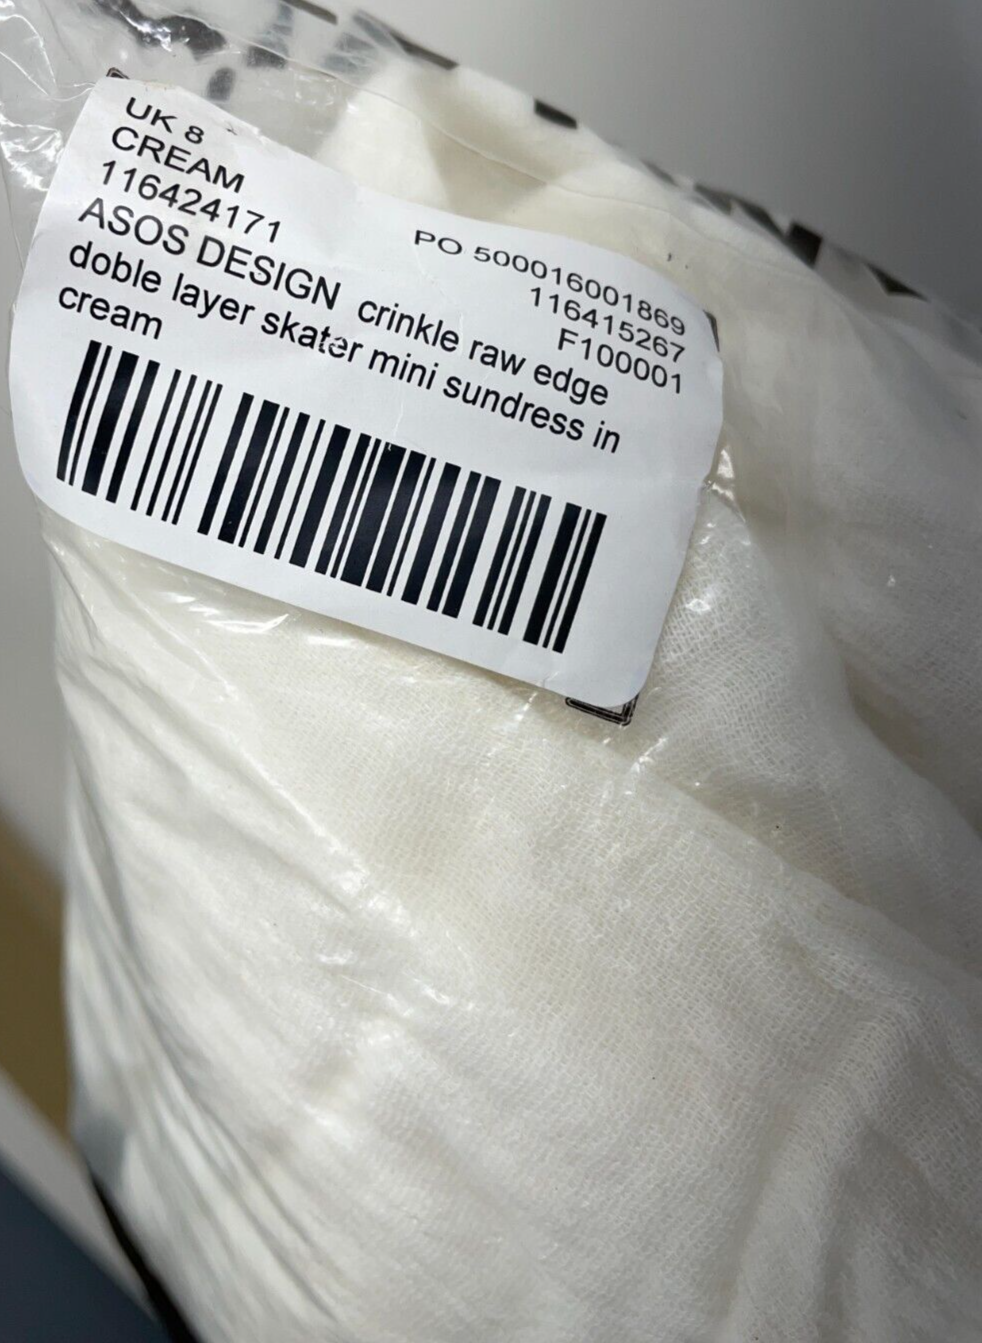 UK 8
CREAM
116424171
PO 5000160001869
116415267
F100001
ASOS DESIGN crinkle raw edge
doble layer skater mini sundress in
cream